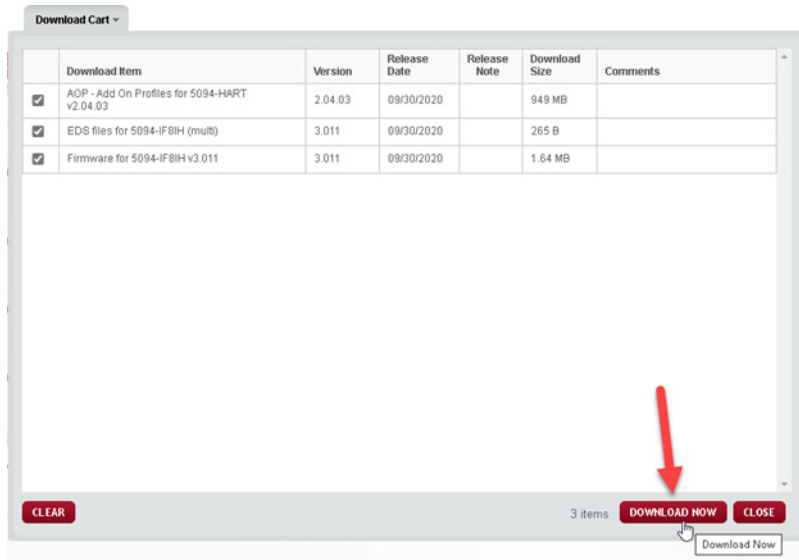 Download Cart
Download Item Version Release Date Release Note Download Size Comments
AOP - Add On Profiles for 5094-HART v2.04.03 2.04.03 09/30/2020 949 MB
EDS files for 5094-IF8IH (multi) 3.011 09/30/2020 265 B
Firmware for 5094-IF8IH v3.011 3.011 09/30/2020 1.64 MB
CLEAR 3 items DOWNLOAD NOW CLOSE
Download Now